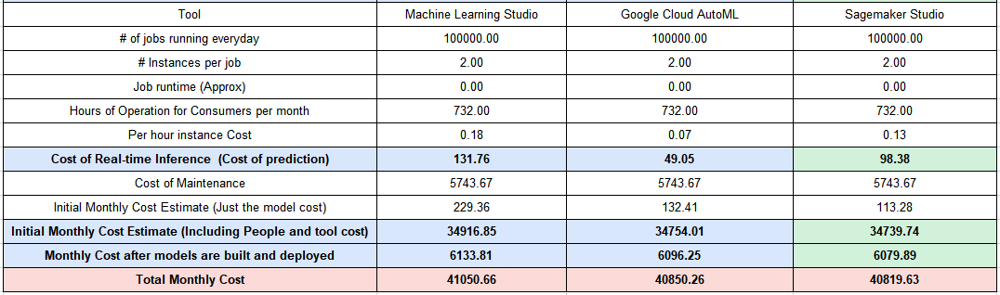 Tool Machine Learning Studio Google Cloud AutoML Sagemaker Studio
# of jobs running everyday 100000.00 100000.00 100000.00
# Instances per job 2.00 2.00 2.00
Job runtime (Approx) 0.00 0.00 0.00
Hours of Operation for Consumers per month 732.00 732.00 732.00
Per hour instance Cost 0.18 0.07 0.13
Cost of Real-time Inference (Cost of prediction) 131.76 49.05 98.38
Cost of Maintenance 5743.67 5743.67 5743.67
Initial Monthly Cost Estimate (Just the model cost) 229.36 132.41 113.28
Initial Monthly Cost Estimate (Including People and tool cost) 34916.85 34754.01 34739.74
Monthly Cost after models are built and deployed 6133.81 6096.25 6079.89
Total Monthly Cost 41050.66 40850.26 40819.63